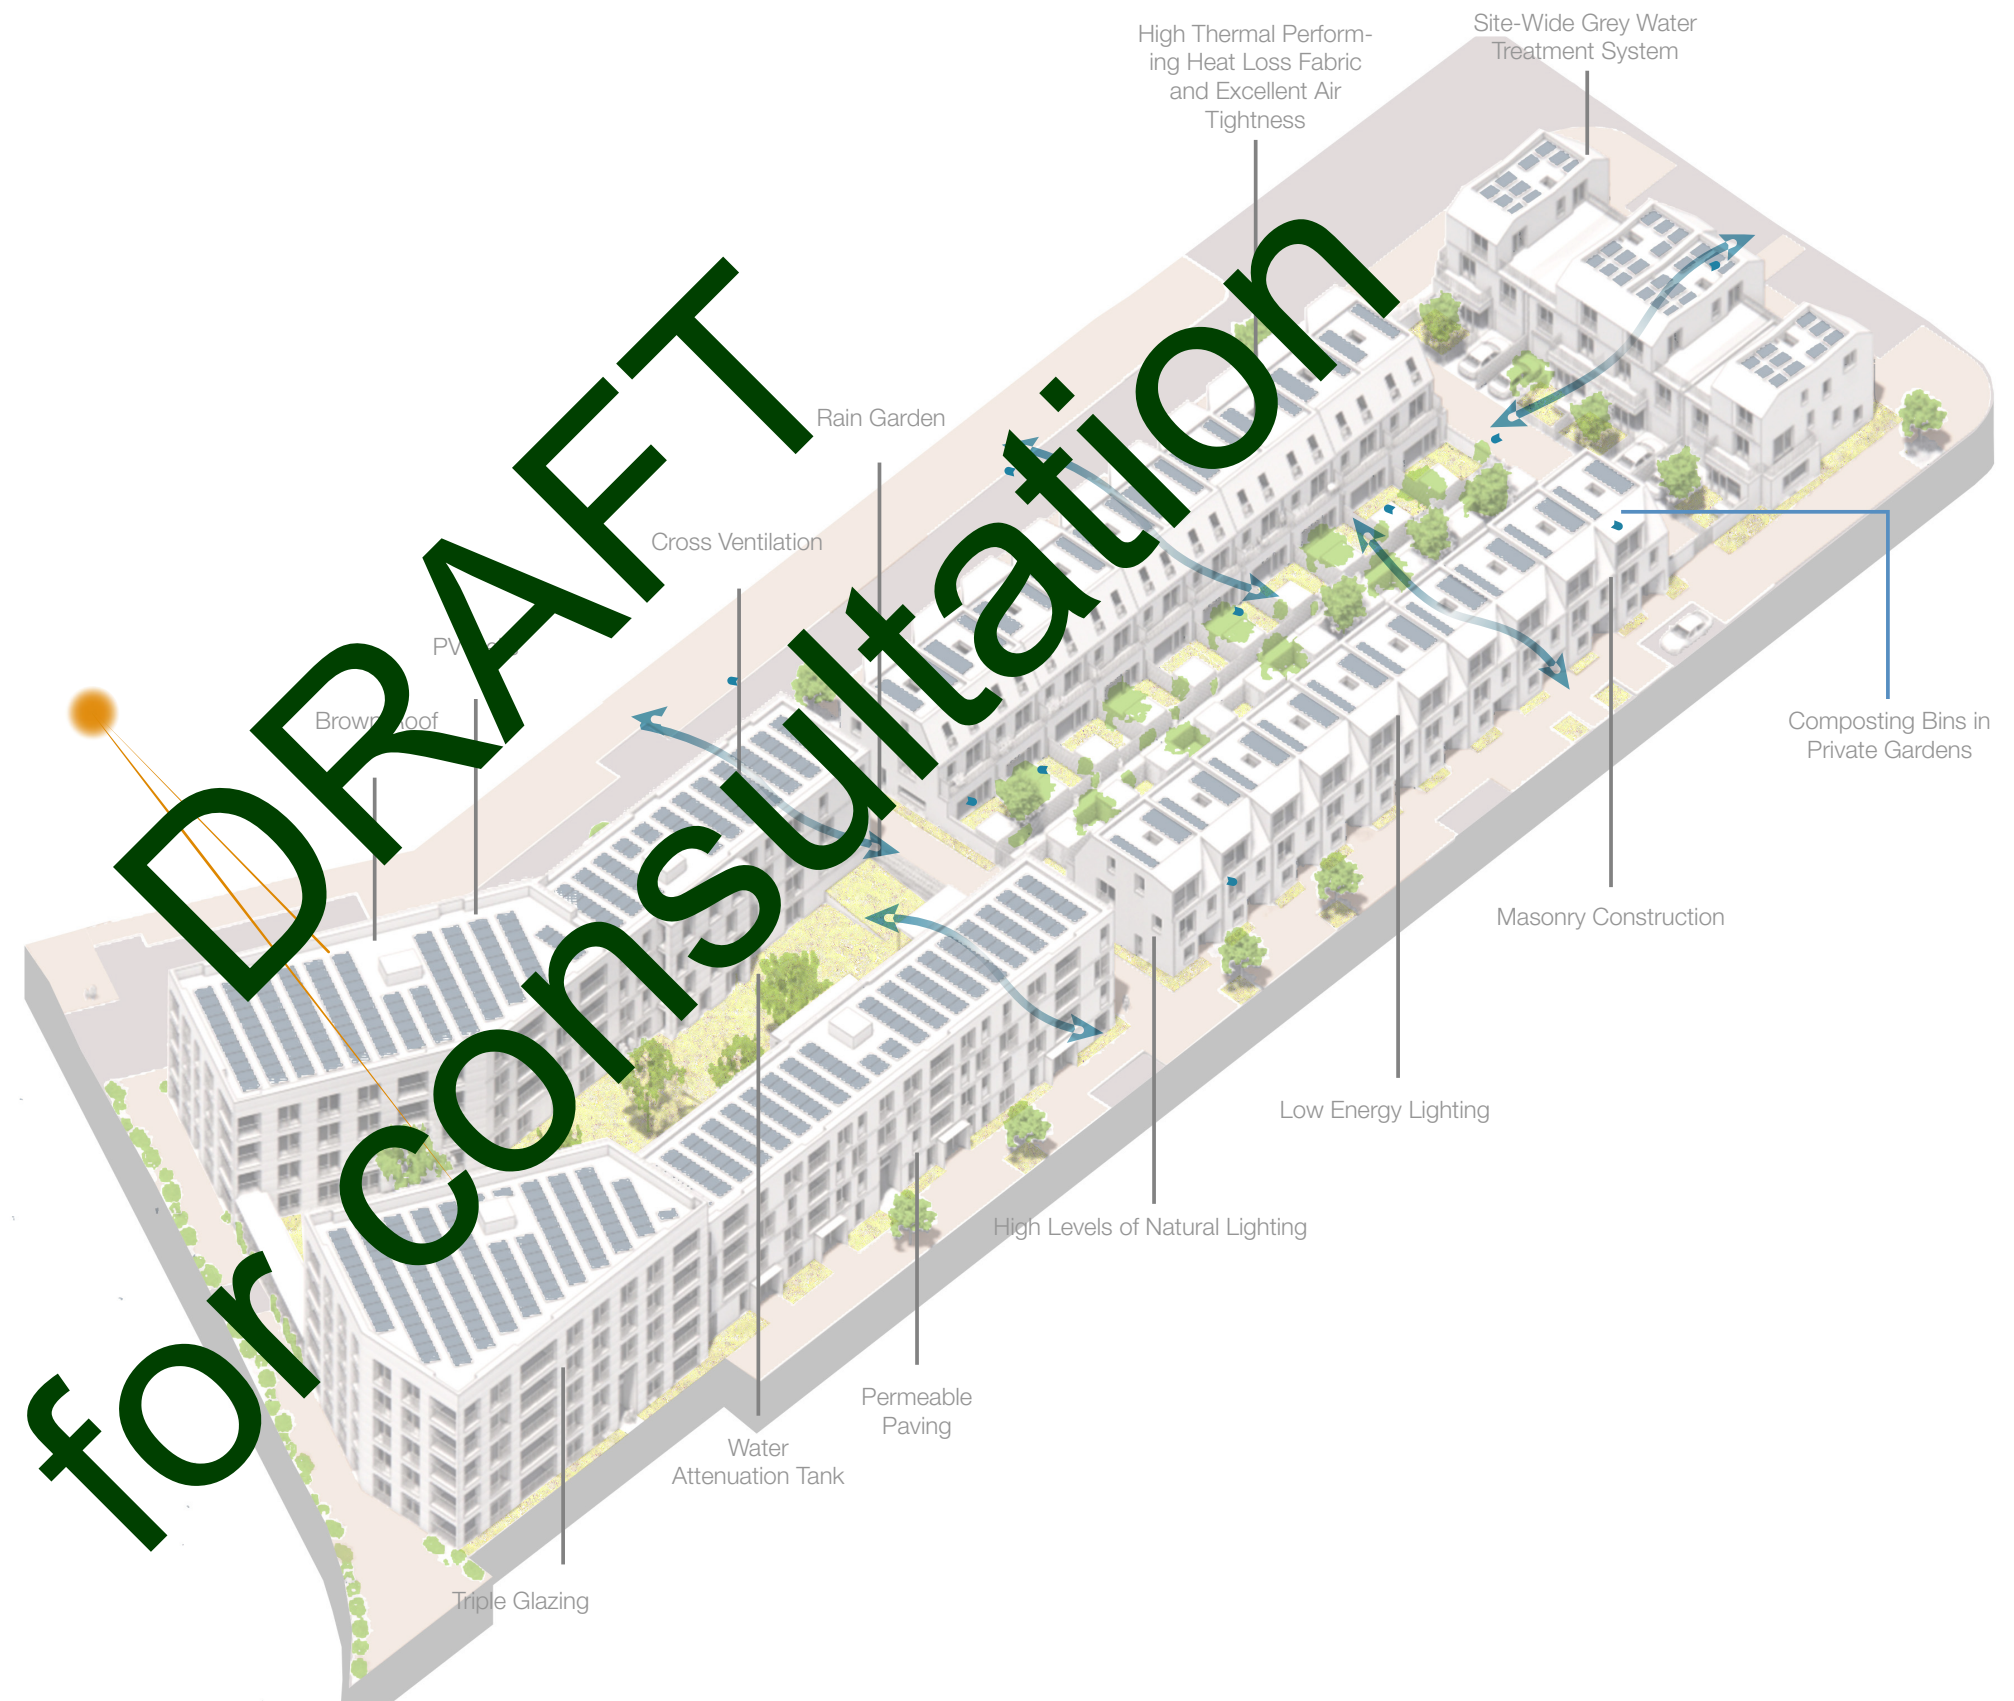 Site-Wide Grey Water
Treatment System
High Thermal Perform-
ing Heat Loss Fabric
and Excellent Air
Tightness
Rain Garden
Cross Ventilation
PV
Brown Roof
DRAFT
for consultation
Composting Bins in
Private Gardens
Masonry Construction
Low Energy Lighting
High Levels of Natural Lighting
Permeable
Paving
Water
Attenuation Tank
Triple Glazing